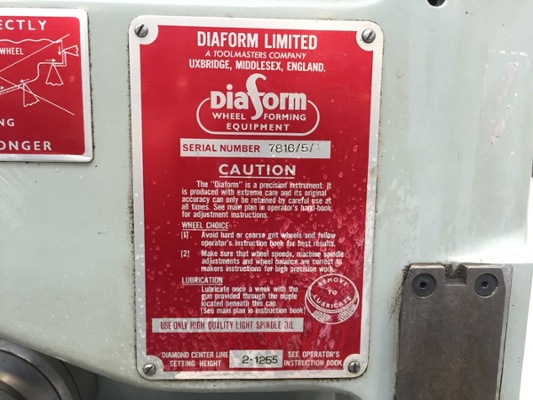 ECTLY
WHEEL
NG
ONGER
DIAFORM LIMITED
A TOOLMASTERS COMPANY
UXBRIDGE, MIDDLESEX, ENGLAND.
Diaform
WHEEL FORMING
EQUIPMENT
SERIAL NUMBER 7816/5/
CAUTION
The "Diaform" is a precision instrument. It
is produced with extreme care and its original
accuracy can only be retained by careful use at
all times. See main plan in operator's hand-book
for adjustment instructions.
WHEEL CHOICE
[1] Avoid hard or coarse grit wheels and follow
operator's instruction book for best results.
[2] Make sure that wheel speeds, machine spindle
adjustments and wheel balance are correct to
makers instructions for high precision work.
LUBRICATION
Lubricate once a week with the
gun provided through the nipple
located beneath this cap.
(See main plan in instruction book)
REMOVE TO LUBRICATE
USE ONLY HIGH QUALITY LIGHT SPINDLE OIL
DIAMOND CENTER LINE
SETTING HEIGHT 2·1255
SEE OPERATOR'S
INSTRUCTION BOOK